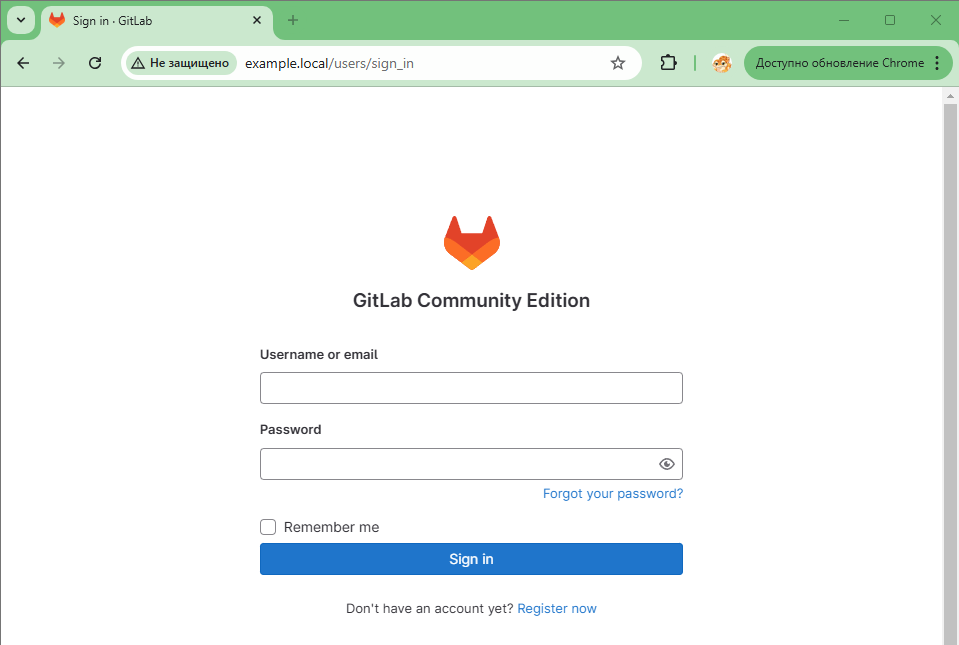 Sign in · GitLab
Не защищено example.local/users/sign_in Доступно обновление Chrome
GitLab Community Edition
Username or email
Password
Forgot your password?
Remember me
Sign in
Don't have an account yet? Register now